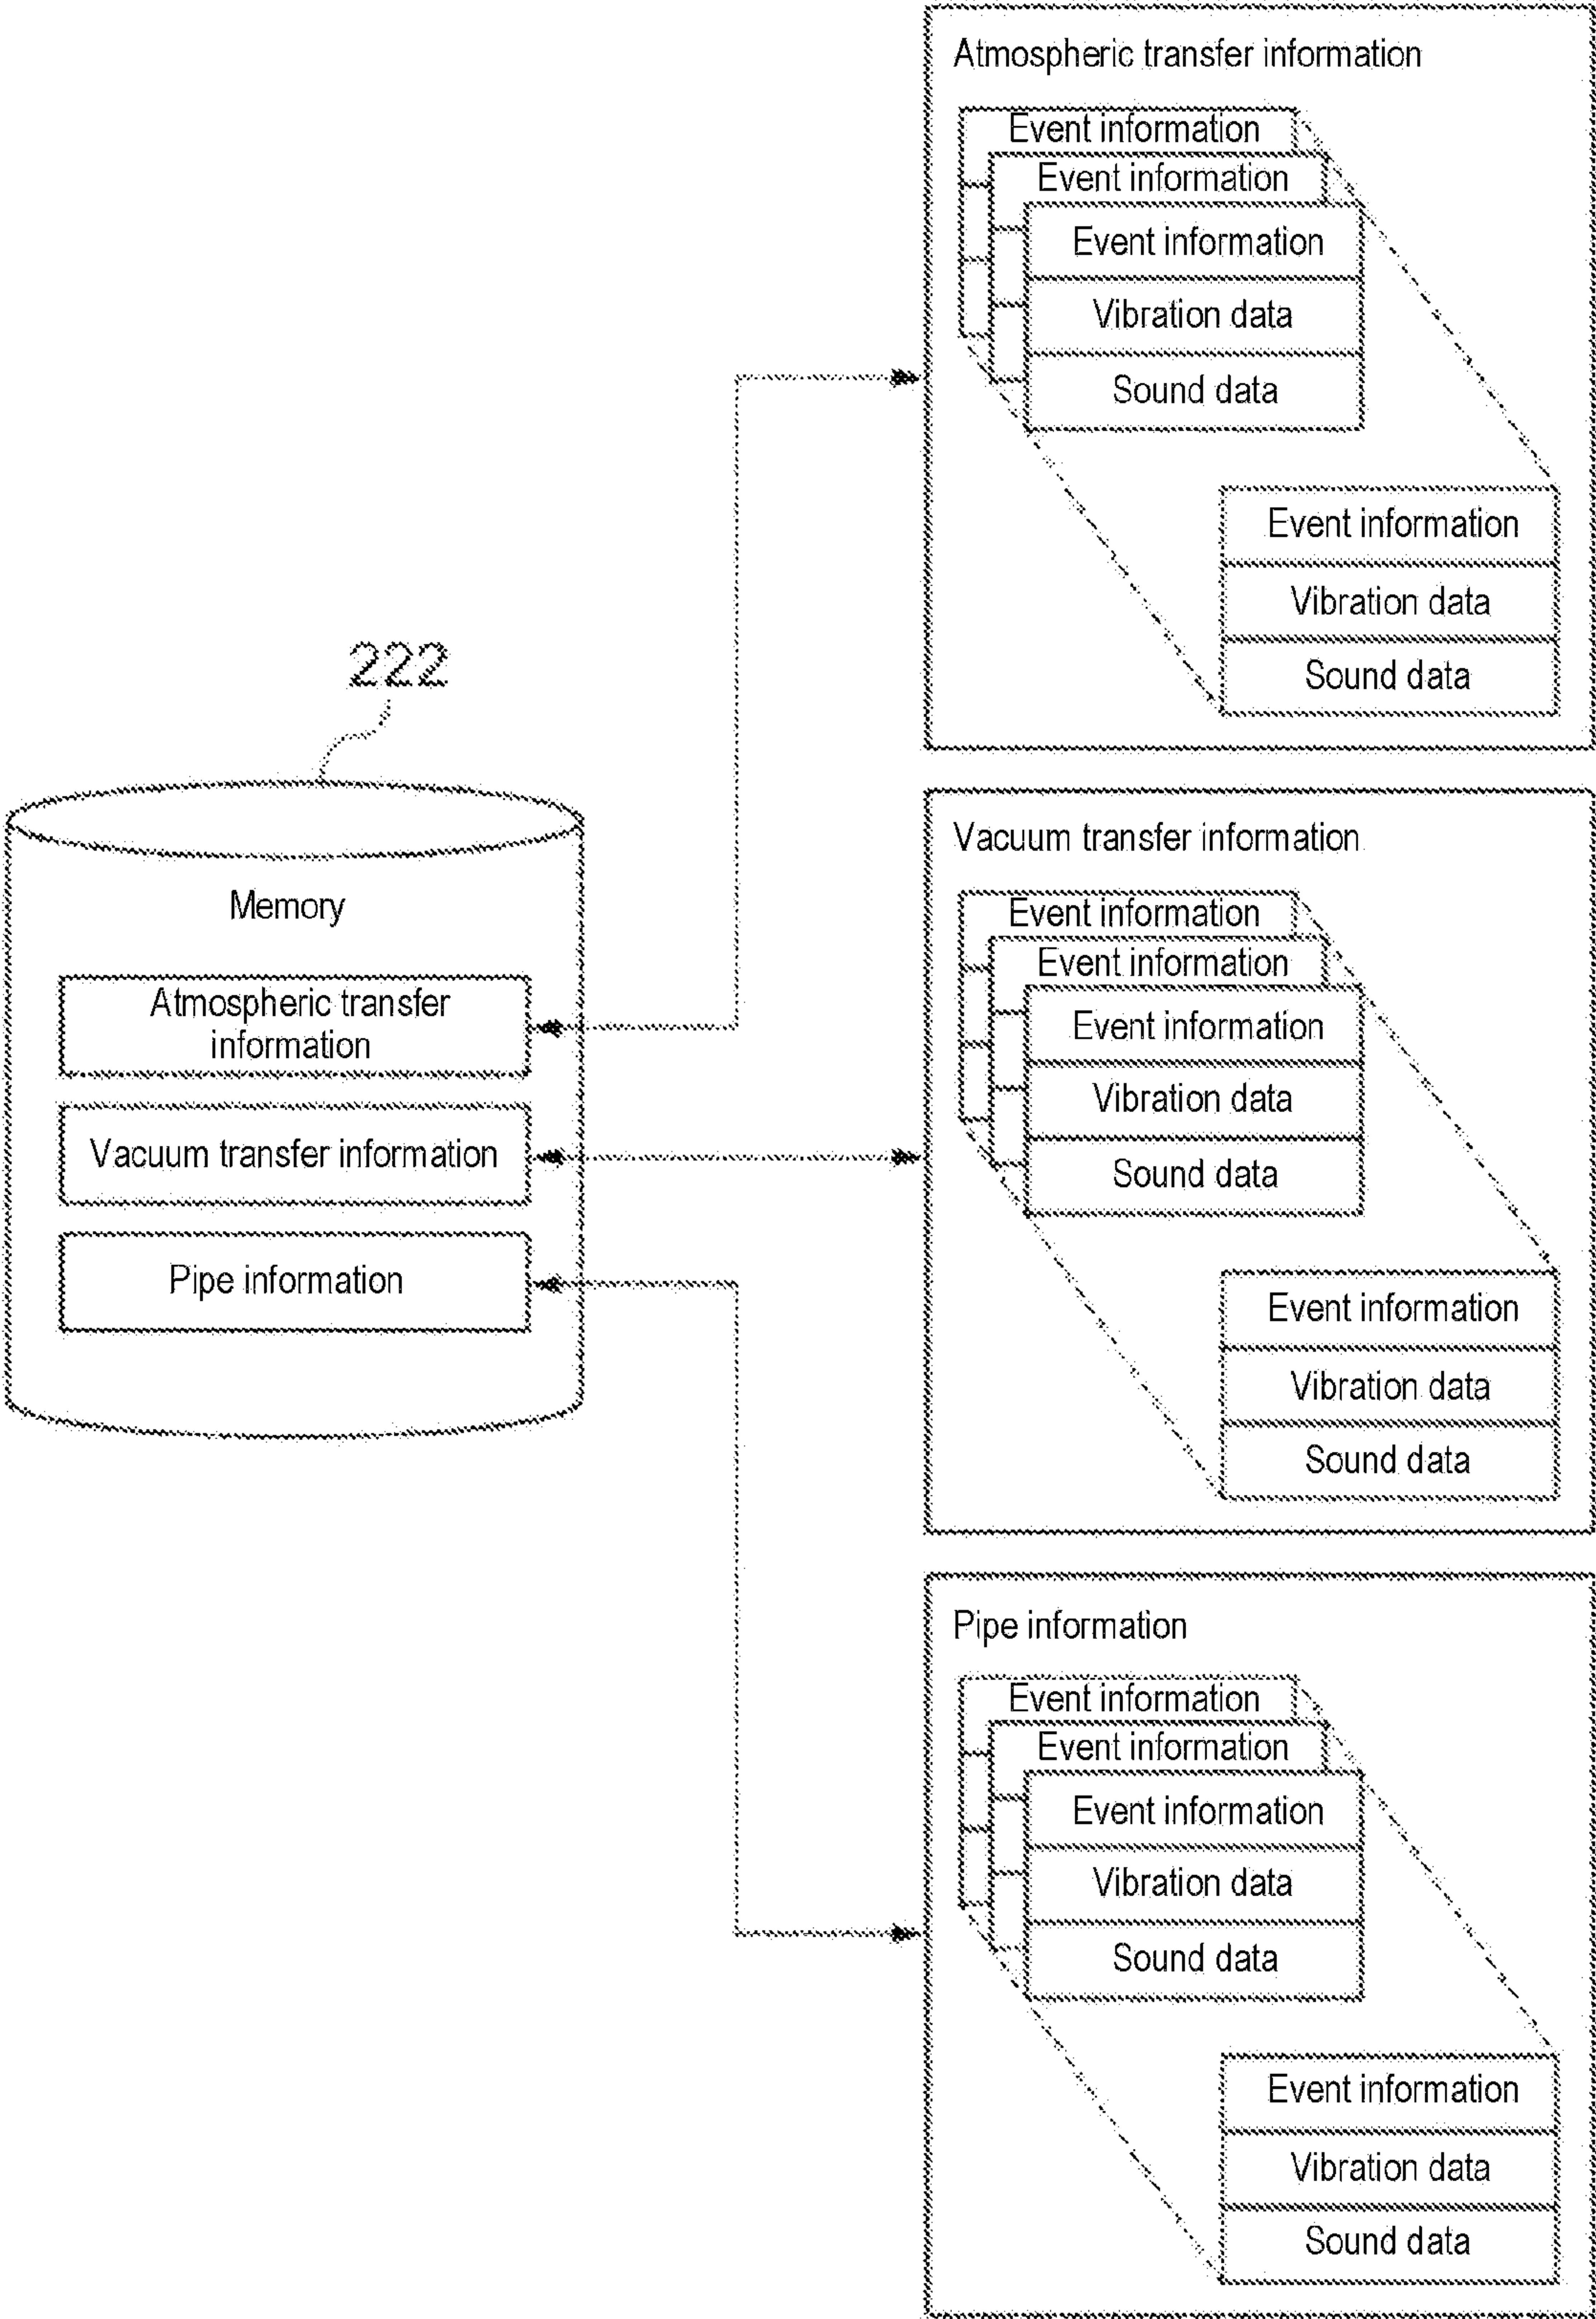 222
Memory
Atmospheric transfer
information
Vacuum transfer information
Pipe information
Atmospheric transfer information
Event information
Event information
Event information
Vibration data
Sound data
Event information
Vibration data
Sound data
Vacuum transfer information
Event information
Event information
Event information
Vibration data
Sound data
Event information
Vibration data
Sound data
Pipe information
Event information
Event information
Event information
Vibration data
Sound data
Event information
Vibration data
Sound data